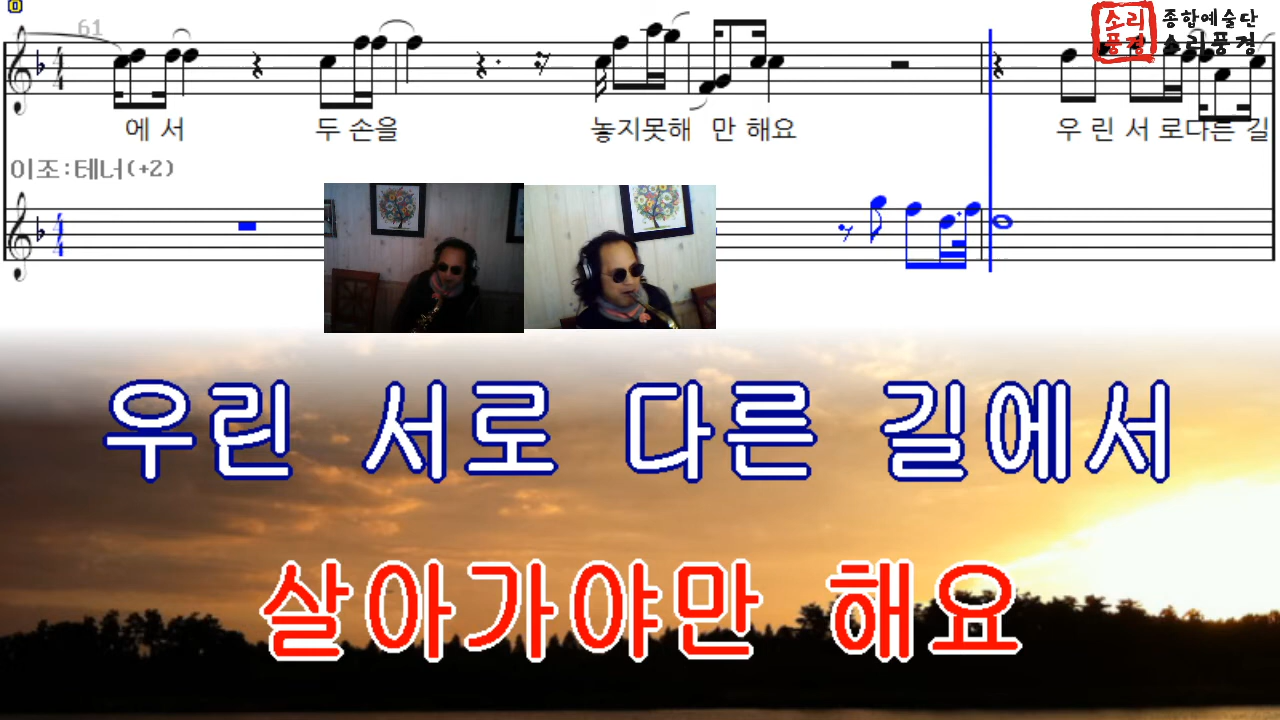 61
소리
풍경
종합예술단
소리풍경
에 서 두 손을 놓지못해 만 해요 우 린 서 로다른 길
이조:테너(+2)
우린 서로 다른 길에서
살아가야만 해요